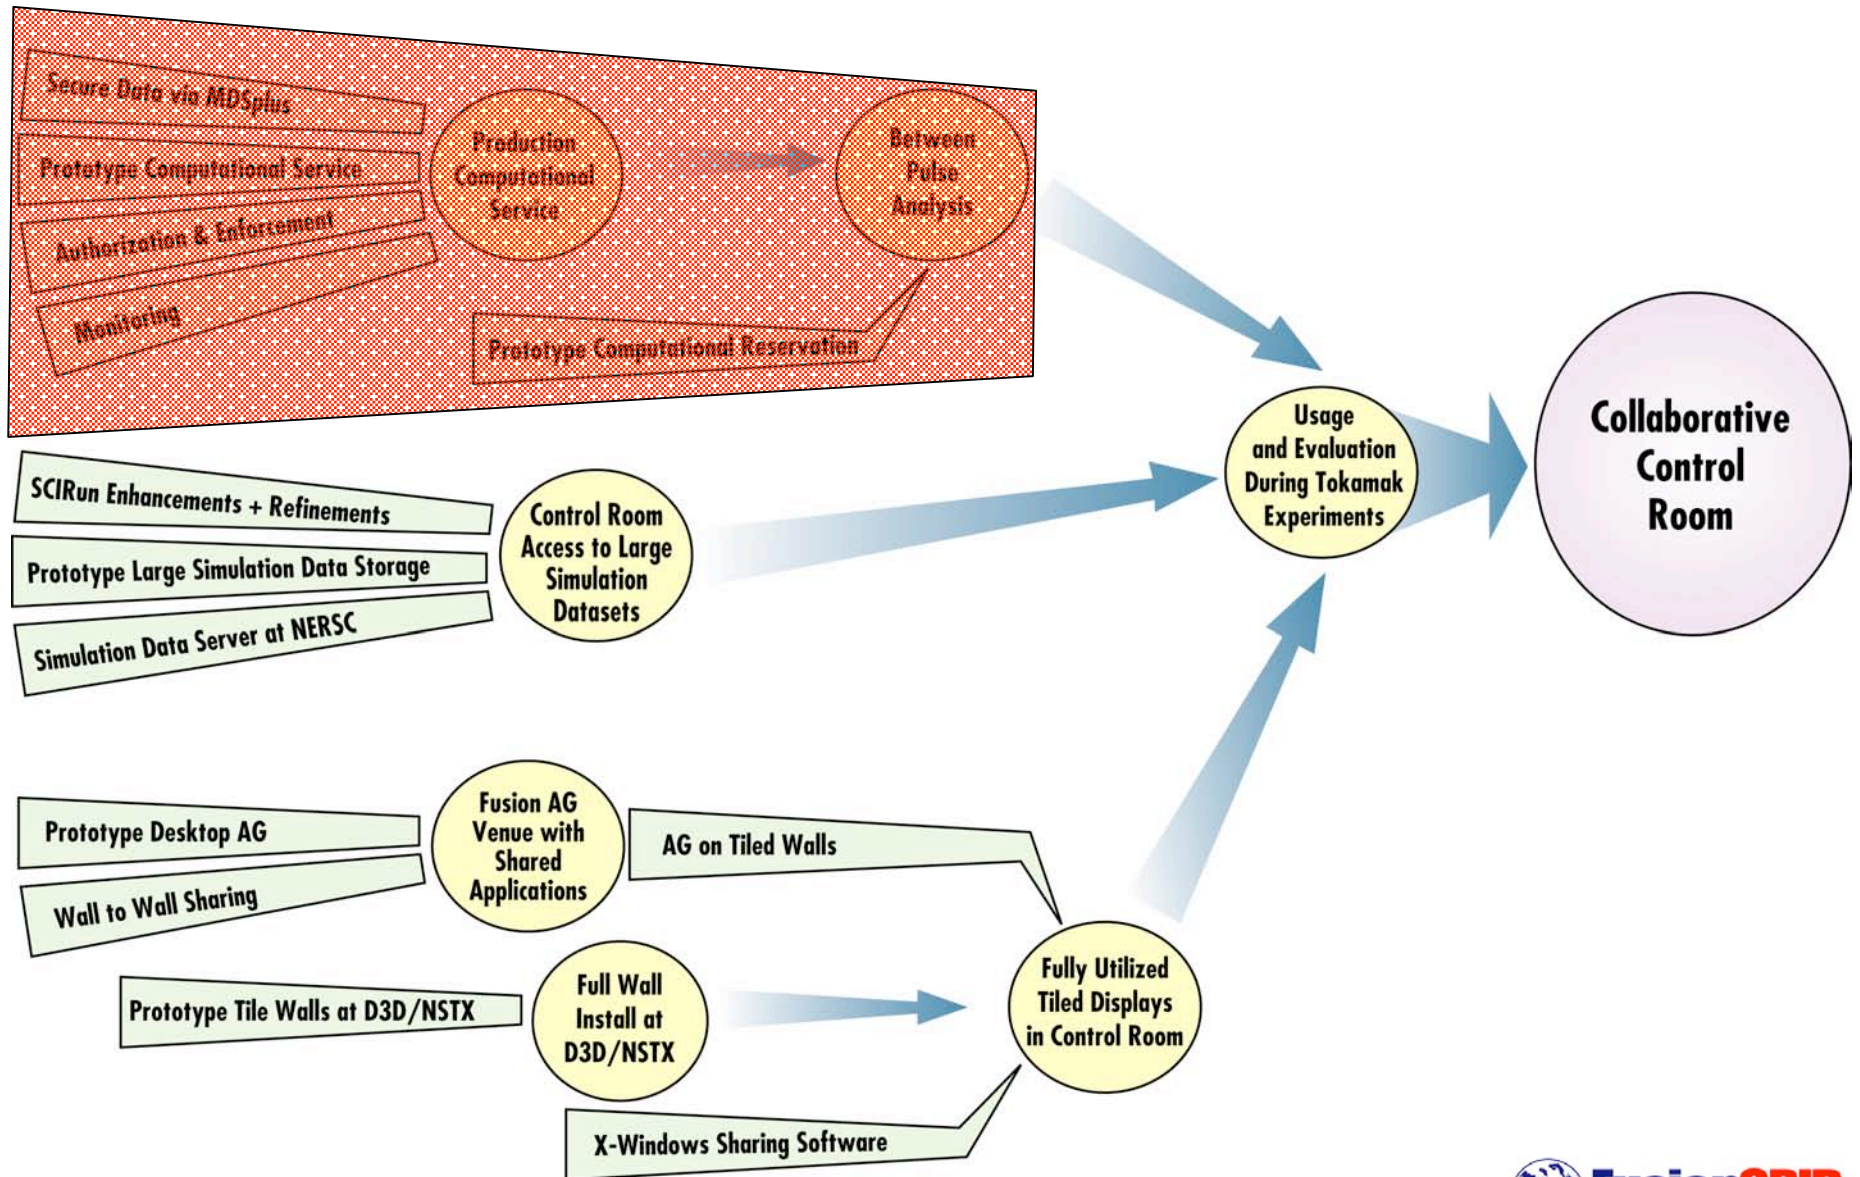 Secure Data via MDSplus
Prototype Computational Service
Authorization & Enforcement
Monitoring
Production
Computational
Service
Between
Pulse
Analysis
Prototype Computational Reservation
SCIRun Enhancements + Refinements
Prototype Large Simulation Data Storage
Simulation Data Server at NERSC
Control Room
Access to Large
Simulation
Datasets
Usage
and Evaluation
During Tokamak
Experiments
Collaborative
Control
Room
Prototype Desktop AG
Wall to Wall Sharing
Fusion AG
Venue with
Shared
Applications
AG on Tiled Walls
Prototype Tile Walls at D3D/NSTX
Full Wall
Install at
D3D/NSTX
Fully Utilized
Tiled Displays
in Control Room
X-Windows Sharing Software